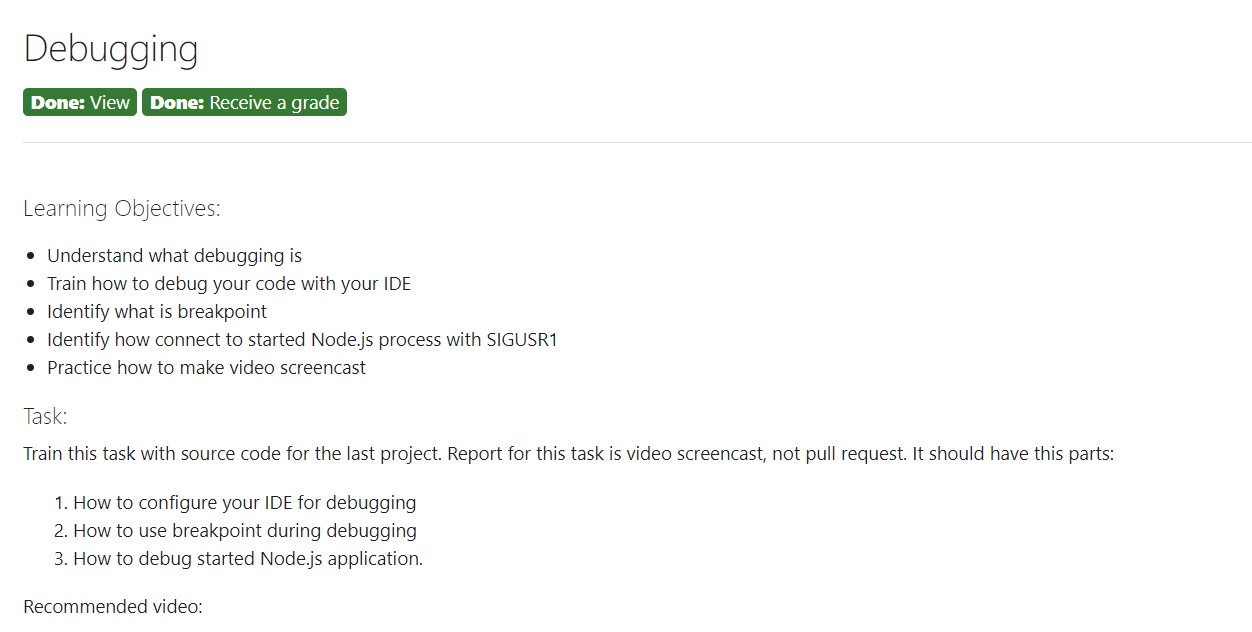 Debugging
Done: View Done: Receive a grade
Learning Objectives:
• Understand what debugging is
• Train how to debug your code with your IDE
• Identify what is breakpoint
• Identify how connect to started Node.js process with SIGUSR1
• Practice how to make video screencast
Task:
Train this task with source code for the last project. Report for this task is video screencast, not pull request. It should have this parts:
1. How to configure your IDE for debugging
2. How to use breakpoint during debugging
3. How to debug started Node.js application.
Recommended video: